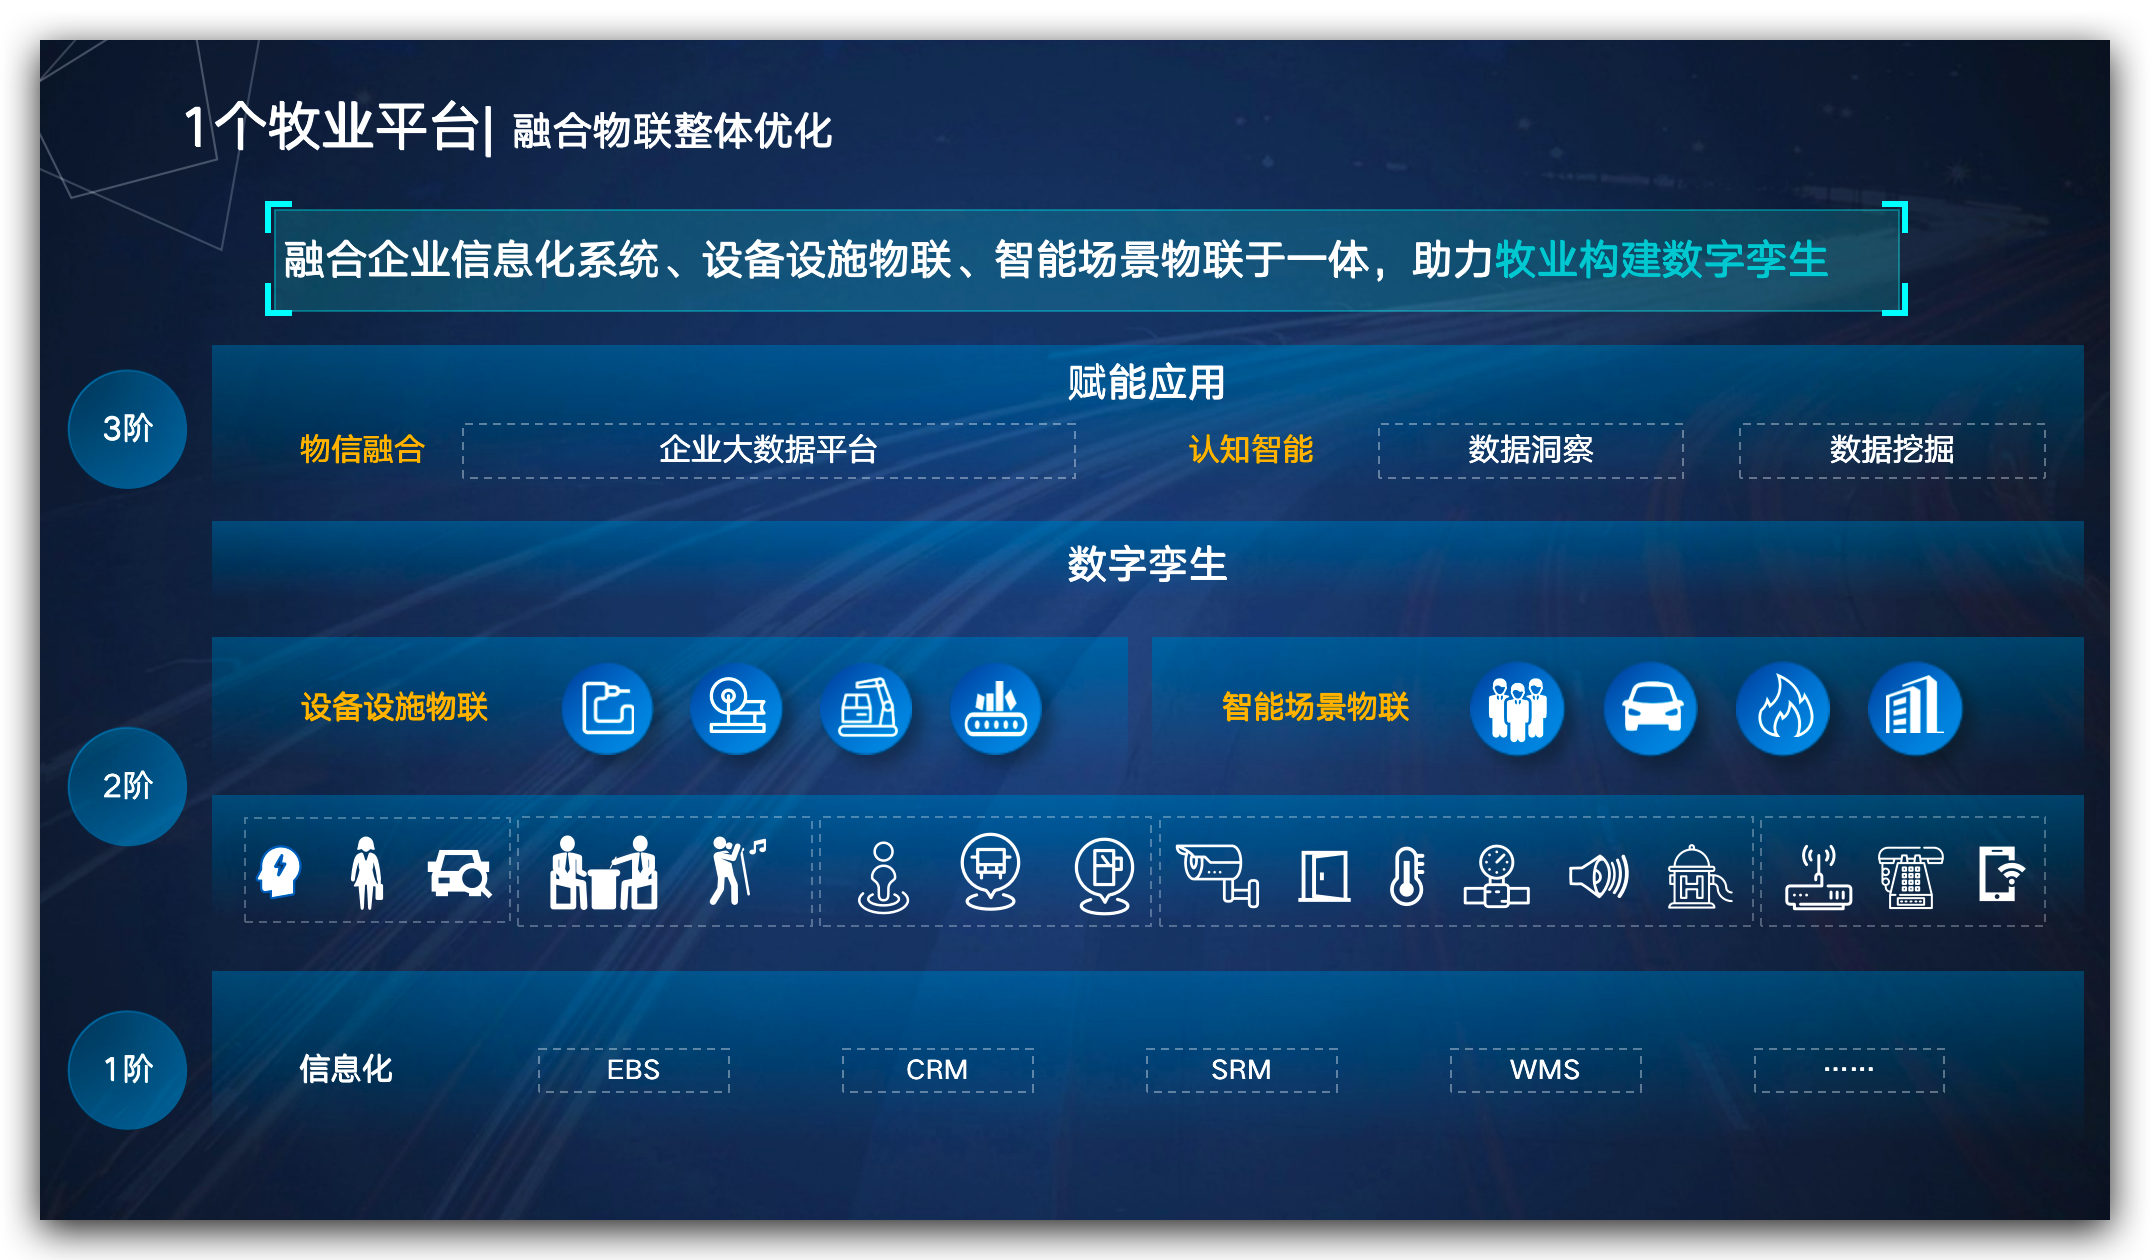 1个牧业平台| 融合物联整体优化
融合企业信息化系统、设备设施物联、智能场景物联于一体，助力牧业构建数字孪生
3阶
赋能应用
物信融合 企业大数据平台 认知智能 数据洞察 数据挖掘
数字孪生
2阶
设备设施物联 智能场景物联
H
1阶
信息化 EBS CRM SRM WMS ······